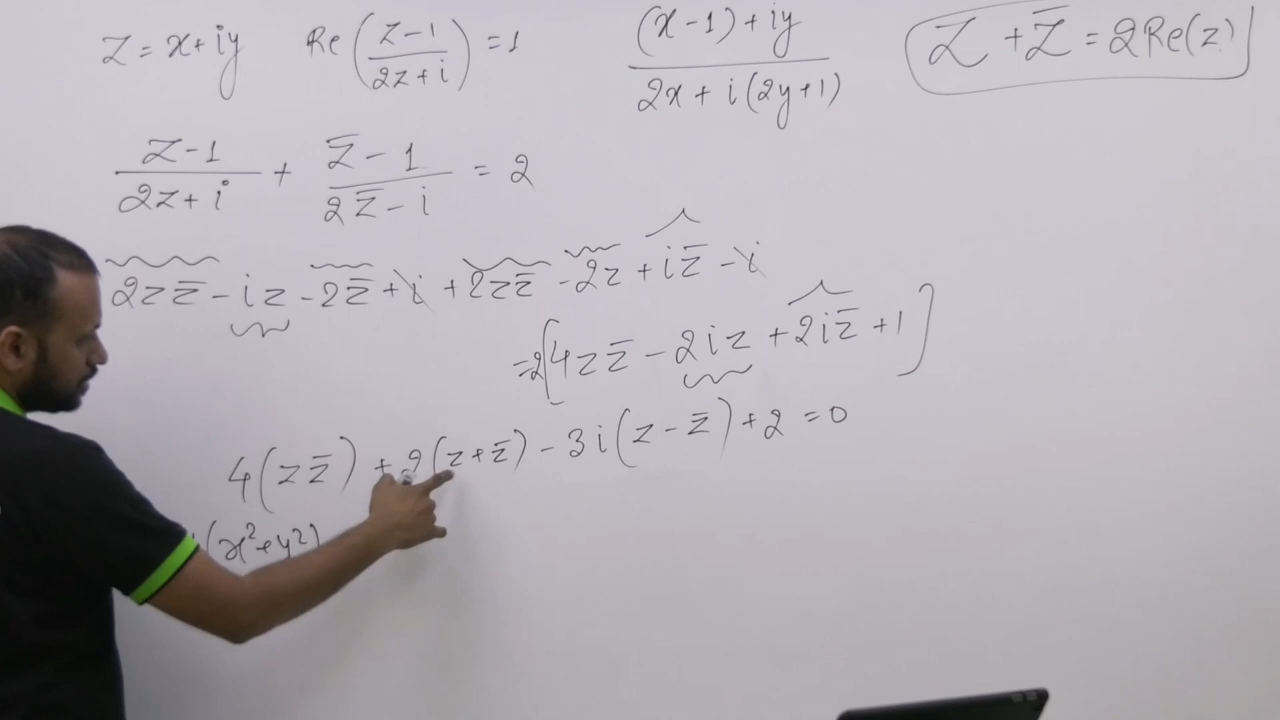 Z = x + iy   Re((z-1)/(2z+i)) = 1   ((x-1)+iy)/(2x+i(2y+1))   Z + Z̄ = 2Re(z)
(z-1)/(2z+i) + (z̄-1)/(2z̄-i) = 2
2zz̄ - iz - 2z̄ + i + 2zz̄ - 2z + iz̄ - i
=2[4zz̄ - 2iz + 2iz̄ + 1]
4(zz̄) + 2(z+z̄) - 3i(z-z̄) + 2 = 0
(x²+y²)